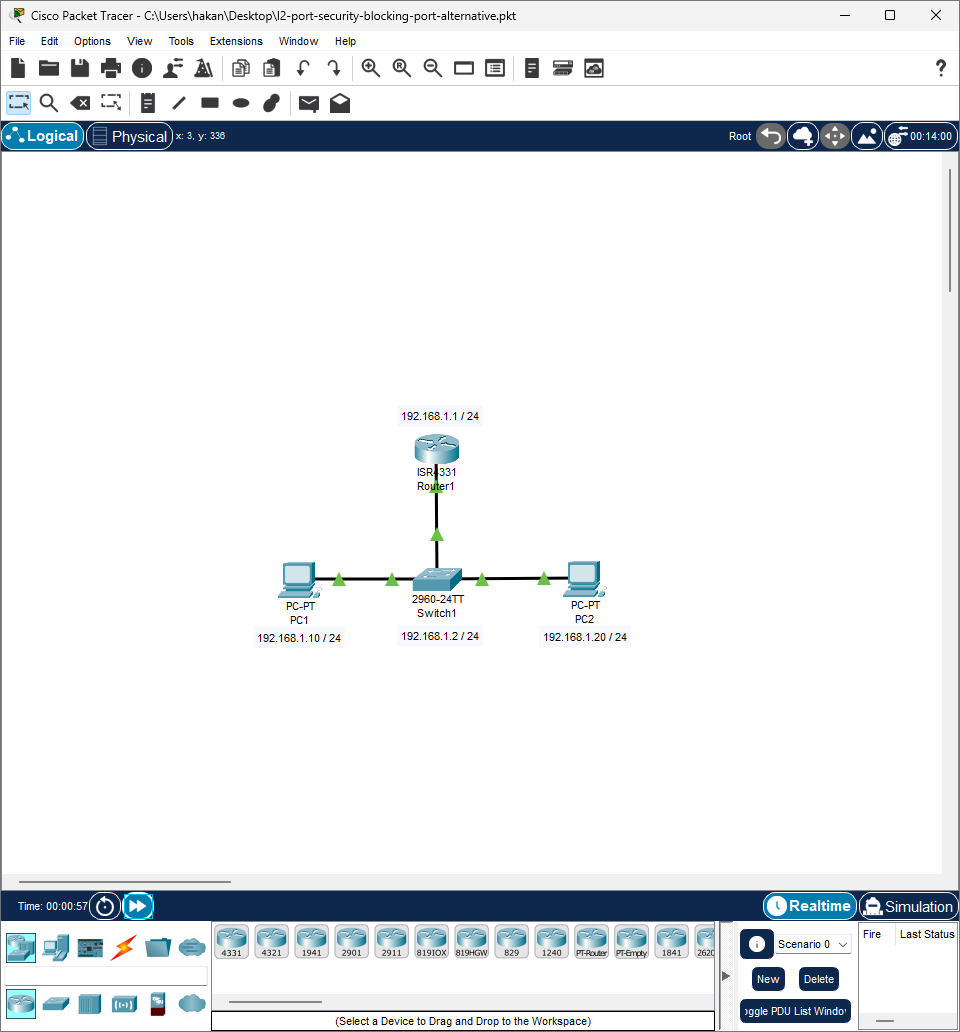 Cisco Packet Tracer - C:\Users\hakan\Desktop\l2-port-security-blocking-port-alternative.pkt
File Edit Options View Tools Extensions Window Help
Logical Physical x: 3, y: 336 Root 00:14:00
192.168.1.1 / 24
ISR4331
Router1
2960-24TT
Switch1
192.168.1.2 / 24
PC-PT
PC1
192.168.1.10 / 24
PC-PT
PC2
192.168.1.20 / 24
Time: 00:00:57 Realtime Simulation
4331 4321 1941 2901 2911 819IOX 819HGW 829 1240 PT-Router PT-Empty 1841 2620
(Select a Device to Drag and Drop to the Workspace)
Scenario 0
New Delete
oggle PDU List Windo
Fire Last Status